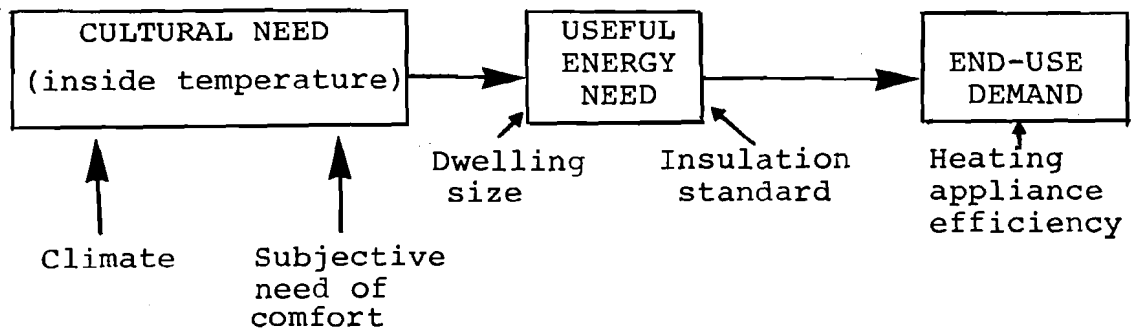 CULTURAL NEED
(inside temperature)
USEFUL
ENERGY
NEED
END-USE
DEMAND
Climate
Subjective
need of
comfort
Dwelling
size
Insulation
standard
Heating
appliance
efficiency